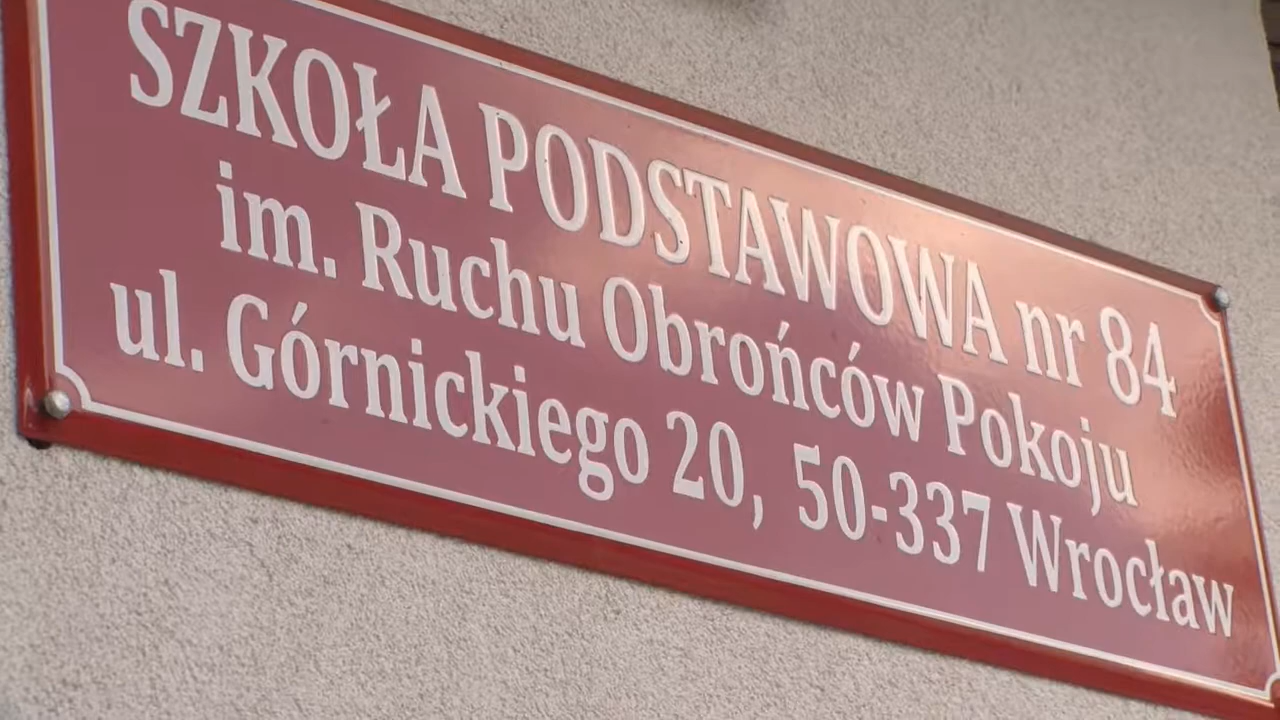 SZKOŁA PODSTAWOWA nr 84
im. Ruchu Obrońców Pokoju
ul. Górnickiego 20, 50-337 Wrocław